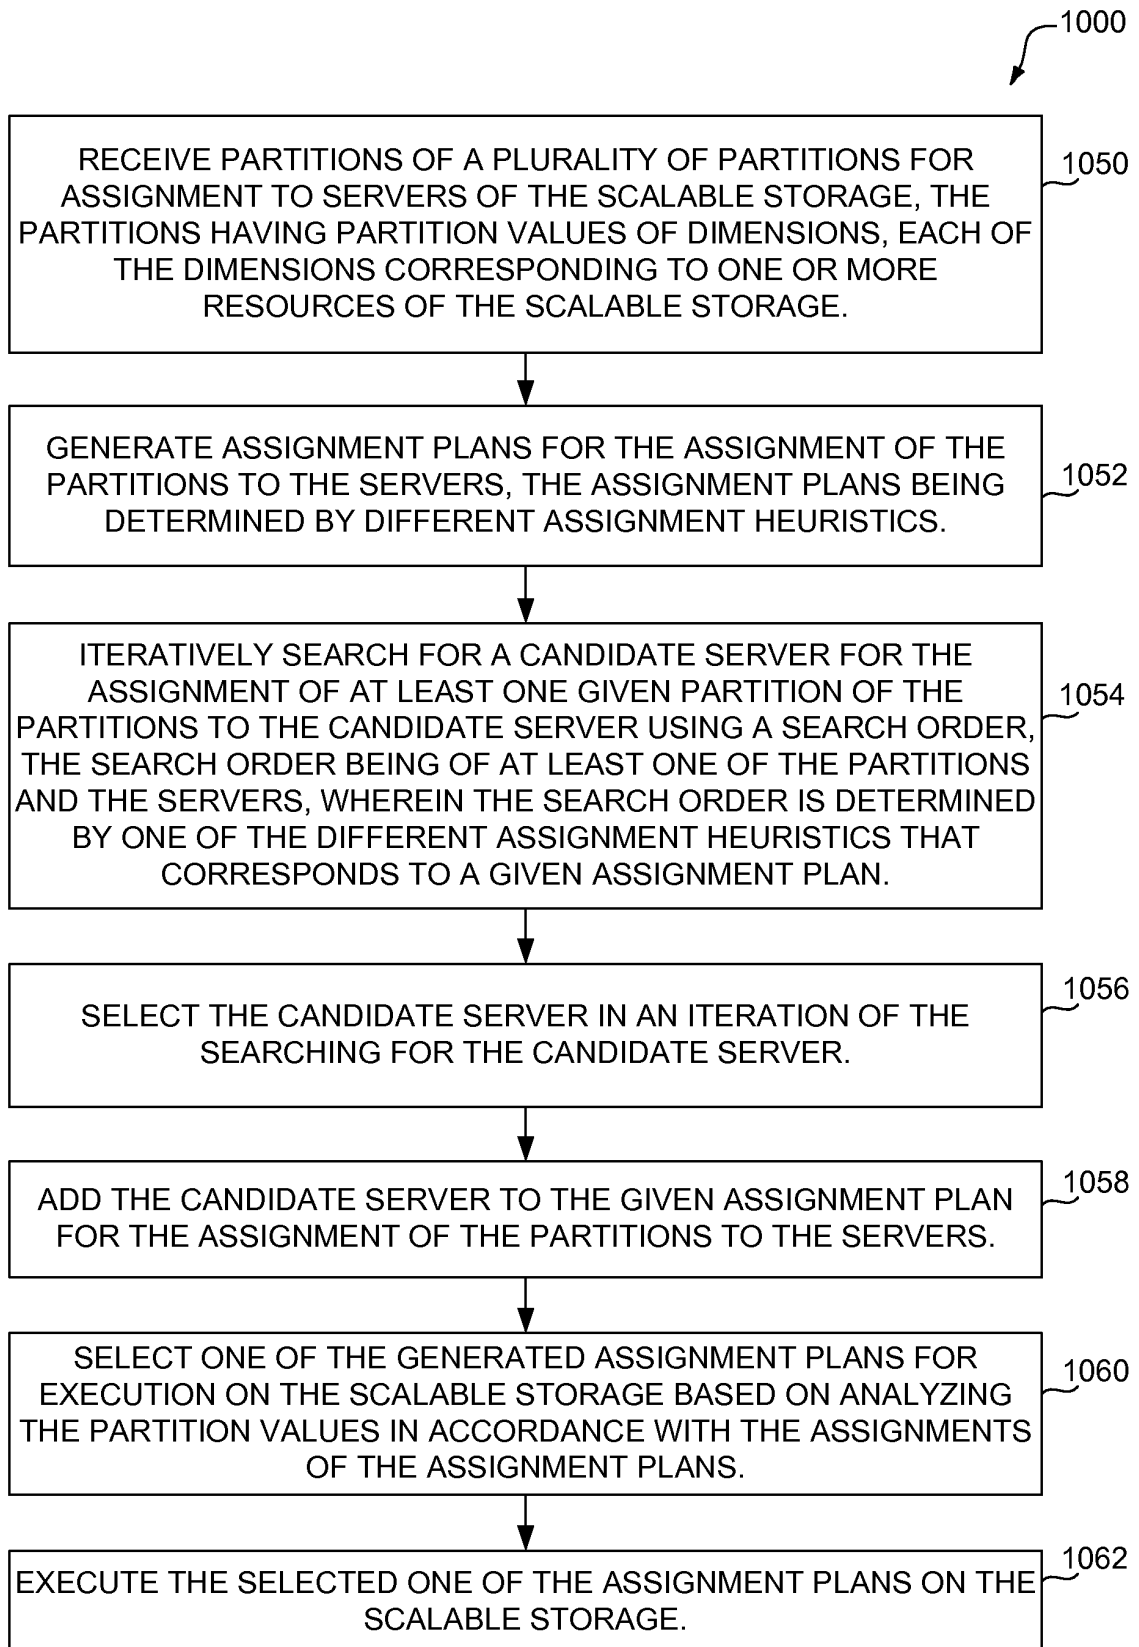 1000
RECEIVE PARTITIONS OF A PLURALITY OF PARTITIONS FOR
ASSIGNMENT TO SERVERS OF THE SCALABLE STORAGE, THE
PARTITIONS HAVING PARTITION VALUES OF DIMENSIONS, EACH OF
THE DIMENSIONS CORRESPONDING TO ONE OR MORE
RESOURCES OF THE SCALABLE STORAGE.
1050
GENERATE ASSIGNMENT PLANS FOR THE ASSIGNMENT OF THE
PARTITIONS TO THE SERVERS, THE ASSIGNMENT PLANS BEING
DETERMINED BY DIFFERENT ASSIGNMENT HEURISTICS.
1052
ITERATIVELY SEARCH FOR A CANDIDATE SERVER FOR THE
ASSIGNMENT OF AT LEAST ONE GIVEN PARTITION OF THE
PARTITIONS TO THE CANDIDATE SERVER USING A SEARCH ORDER,
THE SEARCH ORDER BEING OF AT LEAST ONE OF THE PARTITIONS
AND THE SERVERS, WHEREIN THE SEARCH ORDER IS DETERMINED
BY ONE OF THE DIFFERENT ASSIGNMENT HEURISTICS THAT
CORRESPONDS TO A GIVEN ASSIGNMENT PLAN.
1054
SELECT THE CANDIDATE SERVER IN AN ITERATION OF THE
SEARCHING FOR THE CANDIDATE SERVER.
1056
ADD THE CANDIDATE SERVER TO THE GIVEN ASSIGNMENT PLAN
FOR THE ASSIGNMENT OF THE PARTITIONS TO THE SERVERS.
1058
SELECT ONE OF THE GENERATED ASSIGNMENT PLANS FOR
EXECUTION ON THE SCALABLE STORAGE BASED ON ANALYZING
THE PARTITION VALUES IN ACCORDANCE WITH THE ASSIGNMENTS
OF THE ASSIGNMENT PLANS.
1060
EXECUTE THE SELECTED ONE OF THE ASSIGNMENT PLANS ON THE
SCALABLE STORAGE.
1062